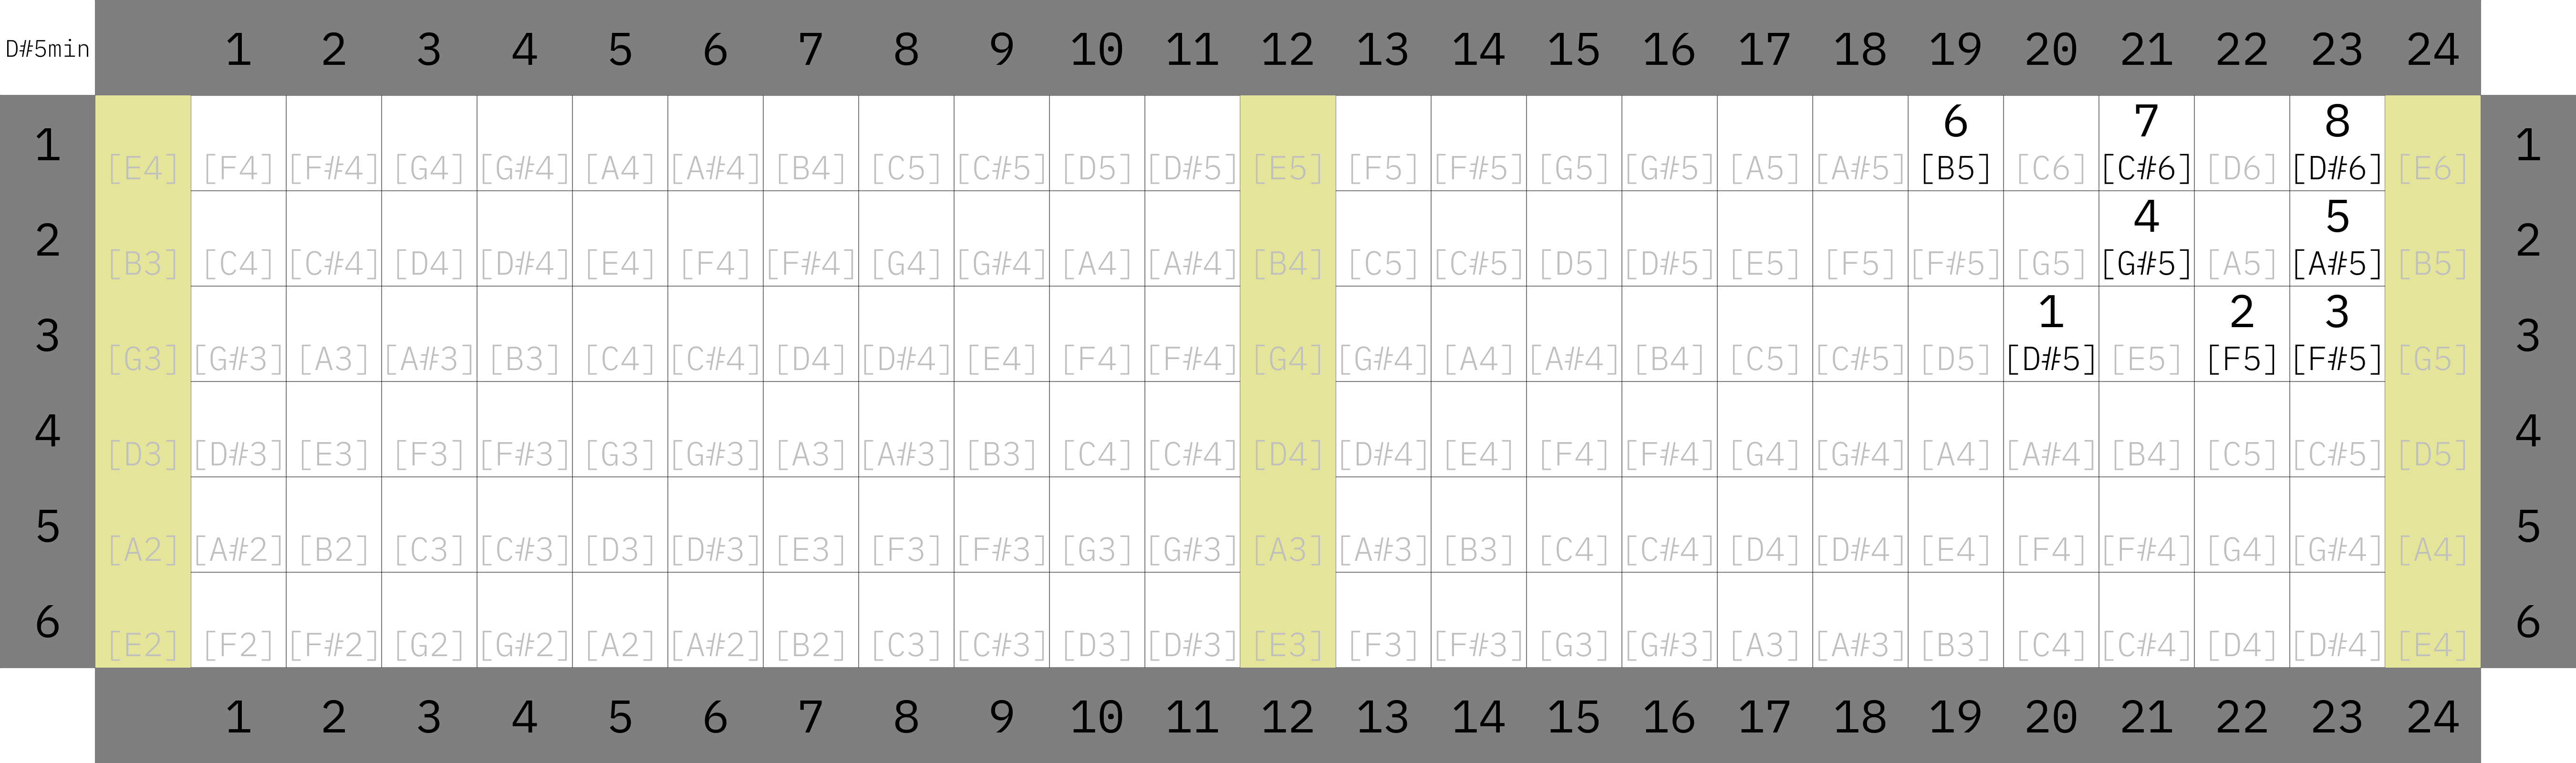 D#5min 1 2 3 4 5 6 7 8 9 10 11 12 13 14 15 16 17 18 19 20 21 22 23 24
6 7 8
1 [E4] [F4] [F#4] [G4] [G#4] [A4] [A#4] [B4] [C5] [C#5] [D5] [D#5] [E5] [F5] [F#5] [G5] [G#5] [A5] [A#5] [B5] [C6] [C#6] [D6] [D#6] [E6] 1
4 5
2 [B3] [C4] [C#4] [D4] [D#4] [E4] [F4] [F#4] [G4] [G#4] [A4] [A#4] [B4] [C5] [C#5] [D5] [D#5] [E5] [F5] [F#5] [G5] [G#5] [A5] [A#5] [B5] 2
1 2 3
3 [G3] [G#3] [A3] [A#3] [B3] [C4] [C#4] [D4] [D#4] [E4] [F4] [F#4] [G4] [G#4] [A4] [A#4] [B4] [C5] [C#5] [D5] [D#5] [E5] [F5] [F#5] [G5] 3
4 [D3] [D#3] [E3] [F3] [F#3] [G3] [G#3] [A3] [A#3] [B3] [C4] [C#4] [D4] [D#4] [E4] [F4] [F#4] [G4] [G#4] [A4] [A#4] [B4] [C5] [C#5] [D5] 4
5 [A2] [A#2] [B2] [C3] [C#3] [D3] [D#3] [E3] [F3] [F#3] [G3] [G#3] [A3] [A#3] [B3] [C4] [C#4] [D4] [D#4] [E4] [F4] [F#4] [G4] [G#4] [A4] 5
6 [E2] [F2] [F#2] [G2] [G#2] [A2] [A#2] [B2] [C3] [C#3] [D3] [D#3] [E3] [F3] [F#3] [G3] [G#3] [A3] [A#3] [B3] [C4] [C#4] [D4] [D#4] [E4] 6
1 2 3 4 5 6 7 8 9 10 11 12 13 14 15 16 17 18 19 20 21 22 23 24